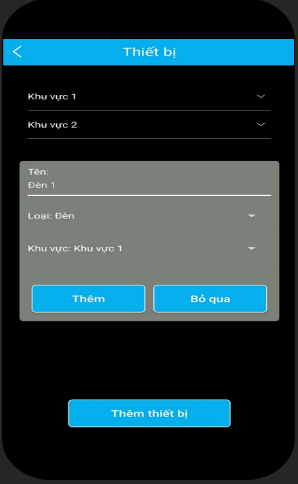 Thiết bị
Khu vực 1
Khu vực 2
Tên:
Đèn 1
Loại: Đèn
Khu vực: Khu vực 1
Thêm
Bỏ qua
Thêm thiết bị